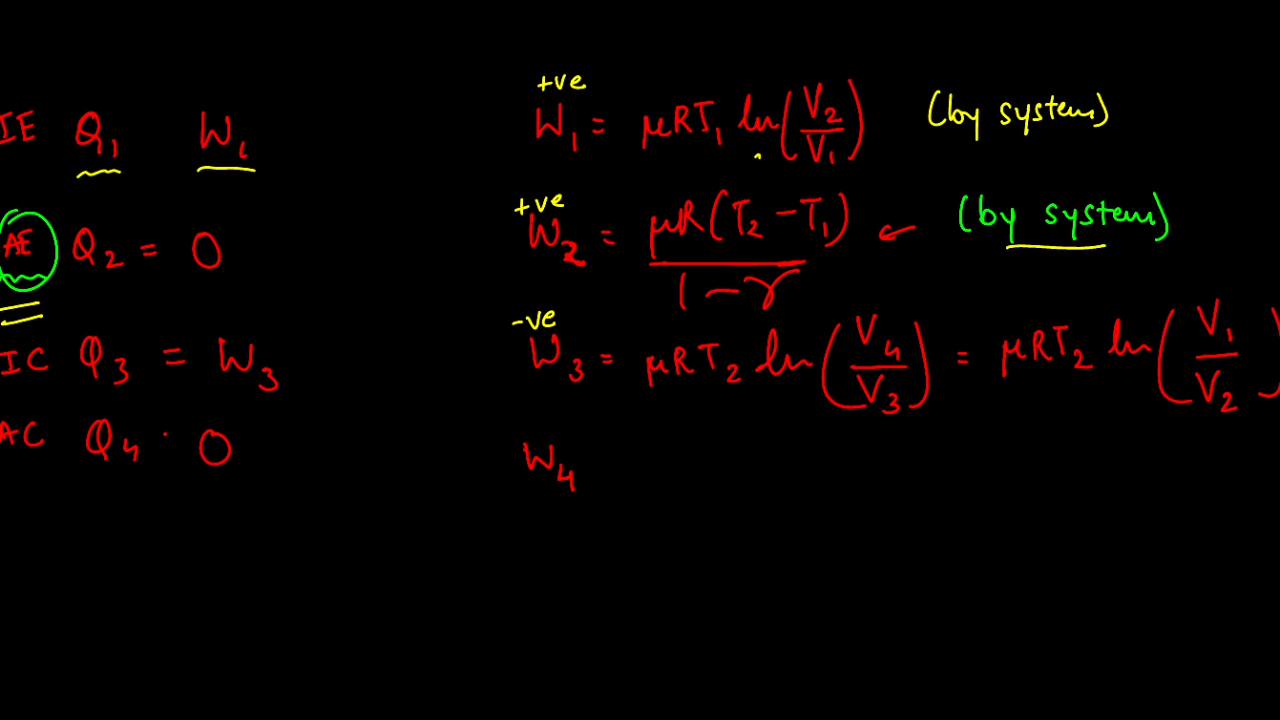 IE Q₁ W₁
+ve
W₁ = μRT₁ ln(V₂/V₁) (by system)
AE Q₂ = 0
+ve
W₂ = μR(T₂ - T₁)/(1 - γ) (by system)
IC Q₃ = W₃
-ve
W₃ = μRT₂ ln(V₄/V₃) = μRT₂ ln(V₁/V₂)
AC Q₄ 0
W₄